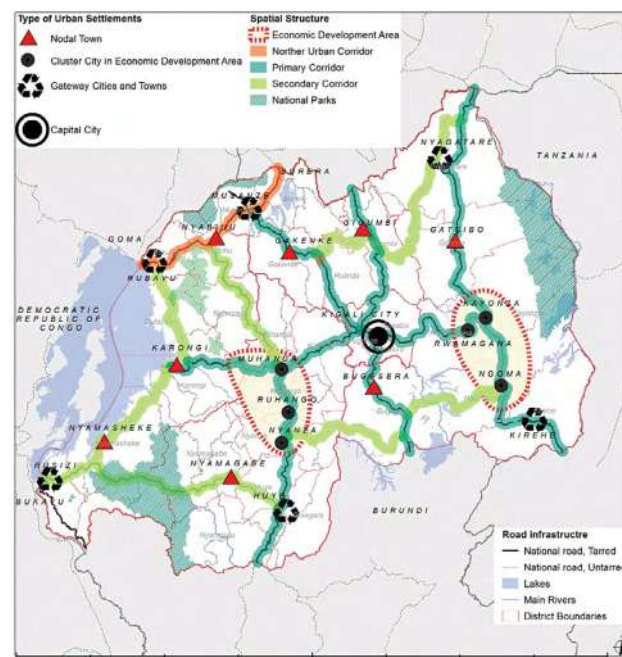 Type of Urban Settlements
Nodal Town
Cluster City in Economic Development Area
Gateway Cities and Towns
Capital City
Spatial Structure
Economic Development Area
Norther Urban Corridor
Primary Corridor
Secondary Corridor
National Parks
NYAGATARE
TANZANIA
BURERA
MUSANZE
GICUMBI
NYABIHU
GOMA
GAKENKE
GATSIBO
RUBAVU
DEMOCRATIC
REPUBLIC OF
CONGO
KIGALI CITY
KAYONZA
RWAMAGANA
KARONGI
MUHANGA
NGOMA
BUGESERA
RUHANGO
NYANZA
KIREHE
NYAMASHEKE
NYAMAGABE
RUSIZI
BUKAVU
HUYE
BURUNDI
Road infrastructre
National road, Tarred
National road, Untarred
Lakes
Main Rivers
District Boundaries